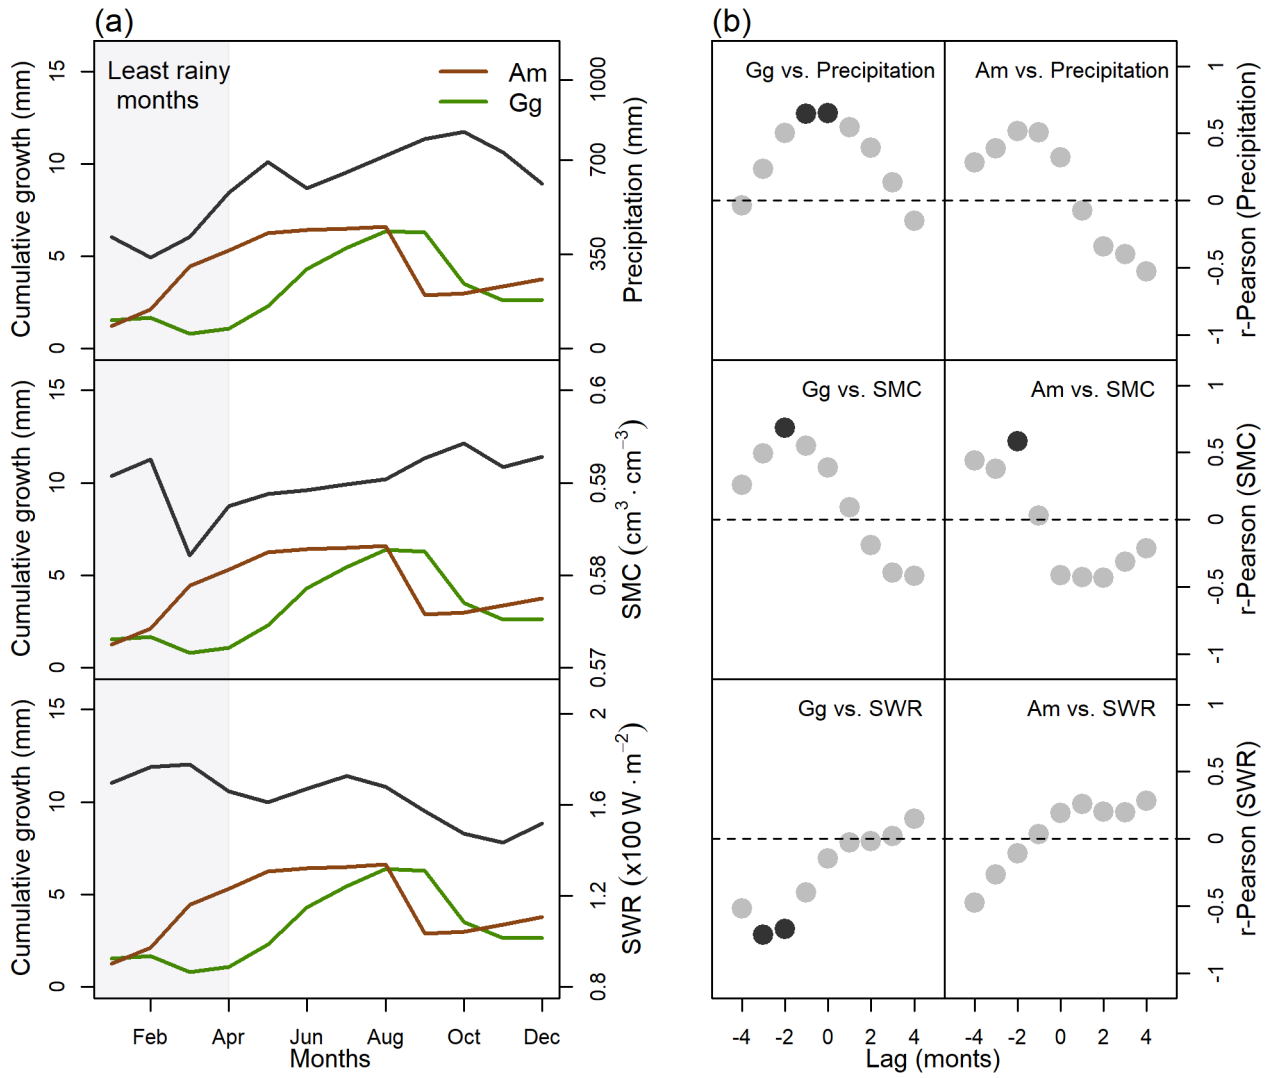 (a)
Least rainy
months
Am
Gg
Cumulative growth (mm)
0
5
10
15
Precipitation (mm)
0
350
700
1000
Cumulative growth (mm)
0
5
10
15
SMC (cm³ · cm⁻³)
0.57
0.58
0.59
0.6
Cumulative growth (mm)
0
5
10
15
SWR (x100 W · m⁻²)
0.8
1.2
1.6
2
Feb Apr Jun Aug Oct Dec
Months
(b)
Gg vs. Precipitation
Am vs. Precipitation
r-Pearson (Precipitation)
-1
-0.5
0
0.5
1
Gg vs. SMC
Am vs. SMC
r-Pearson (SMC)
-1
-0.5
0
0.5
1
Gg vs. SWR
Am vs. SWR
r-Pearson (SWR)
-1
-0.5
0
0.5
1
-4 -2 0 2 4 -4 -2 0 2 4
Lag (monts)